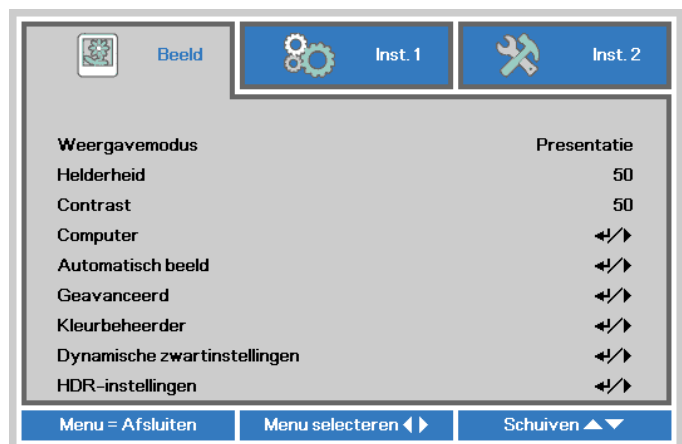 Beeld
Inst. 1
Inst. 2
Weergavemodus Presentatie
Helderheid 50
Contrast 50
Computer ↵/▶
Automatisch beeld ↵/▶
Geavanceerd ↵/▶
Kleurbeheerder ↵/▶
Dynamische zwartinstellingen ↵/▶
HDR-instellingen ↵/▶
Menu = Afsluiten
Menu selecteren ◀ ▶
Schuiven ▲▼